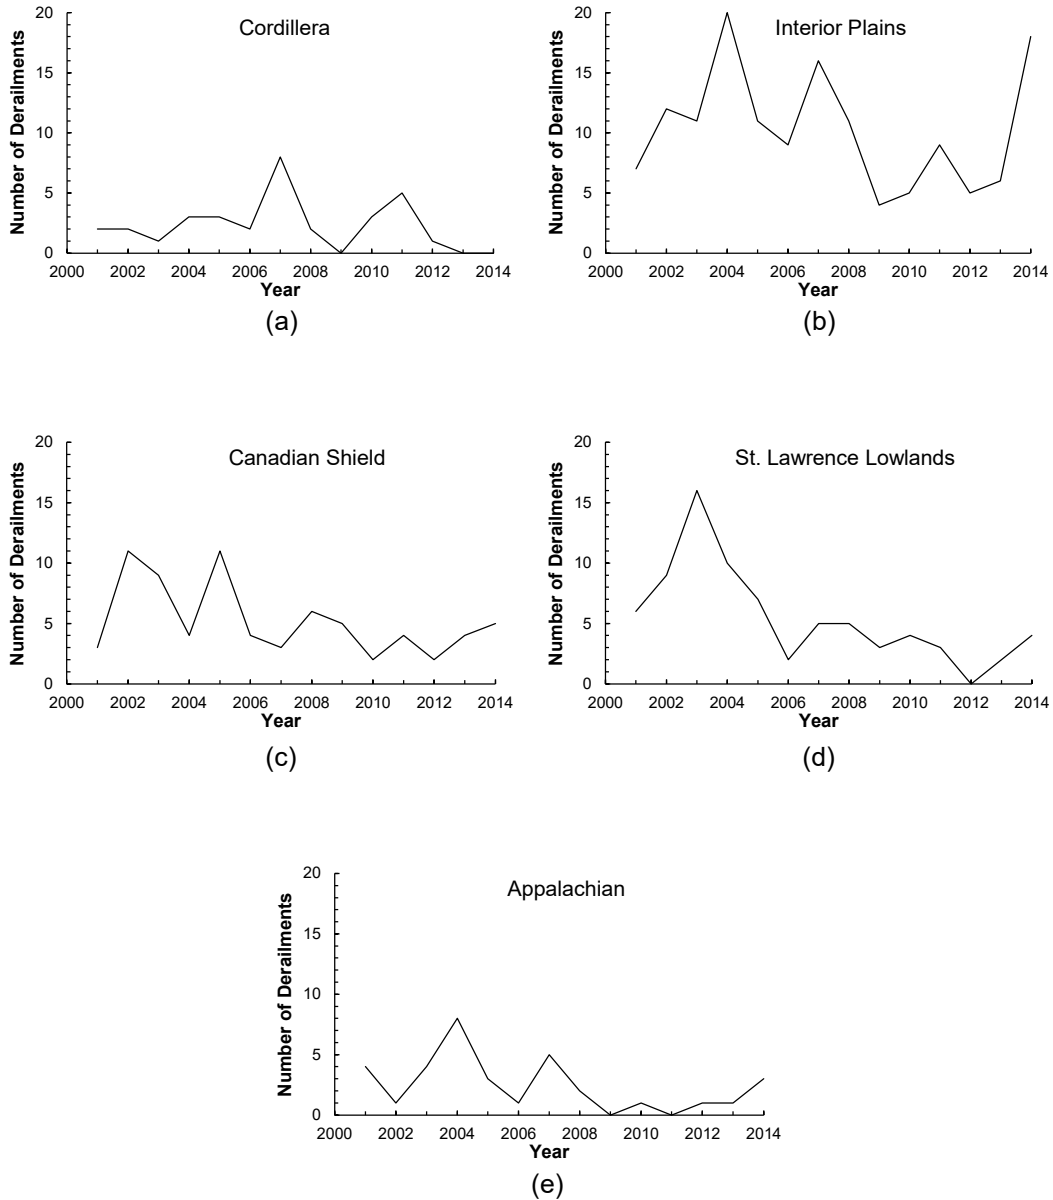 Cordillera
Number of Derailments
20
15
10
5
0
2000 2002 2004 2006 2008 2010 2012 2014
Year
(a)
Interior Plains
Number of Derailments
20
15
10
5
0
2000 2002 2004 2006 2008 2010 2012 2014
Year
(b)
Canadian Shield
Number of Derailments
20
15
10
5
0
2000 2002 2004 2006 2008 2010 2012 2014
Year
(c)
St. Lawrence Lowlands
Number of Derailments
20
15
10
5
0
2000 2002 2004 2006 2008 2010 2012 2014
Year
(d)
Appalachian
Number of Derailments
20
15
10
5
0
2000 2002 2004 2006 2008 2010 2012 2014
Year
(e)